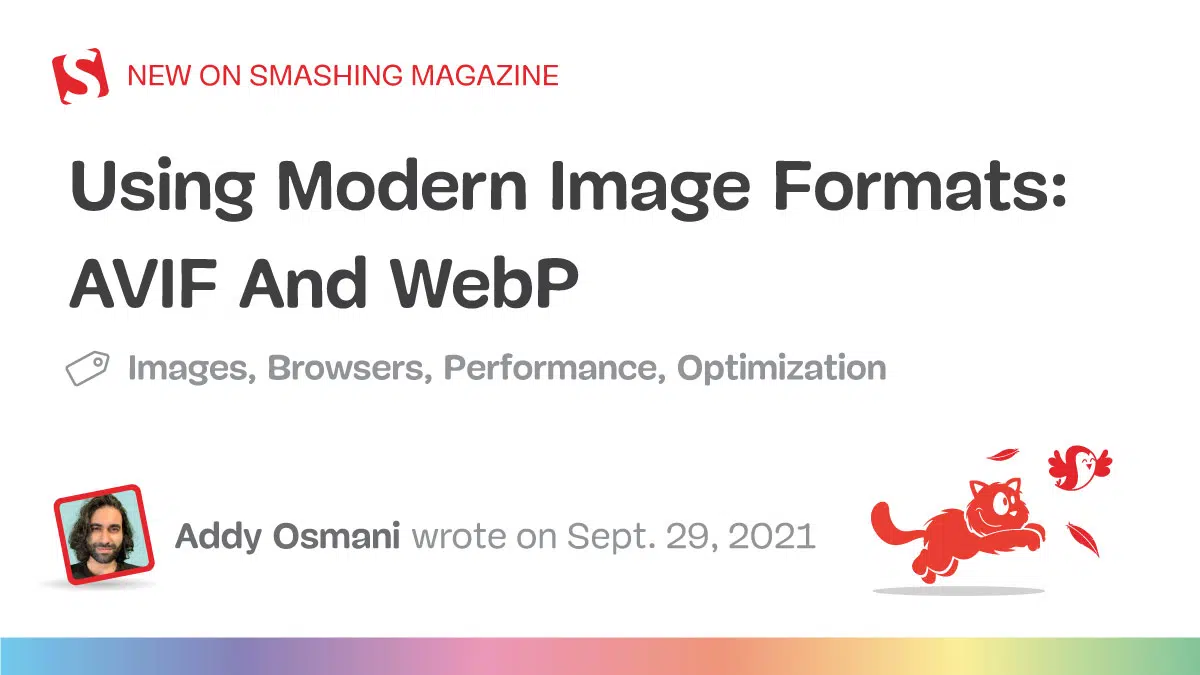 NEW ON SMASHING MAGAZINE
Using Modern Image Formats:
AVIF And WebP
Images, Browsers, Performance, Optimization
Addy Osmani wrote on Sept. 29, 2021